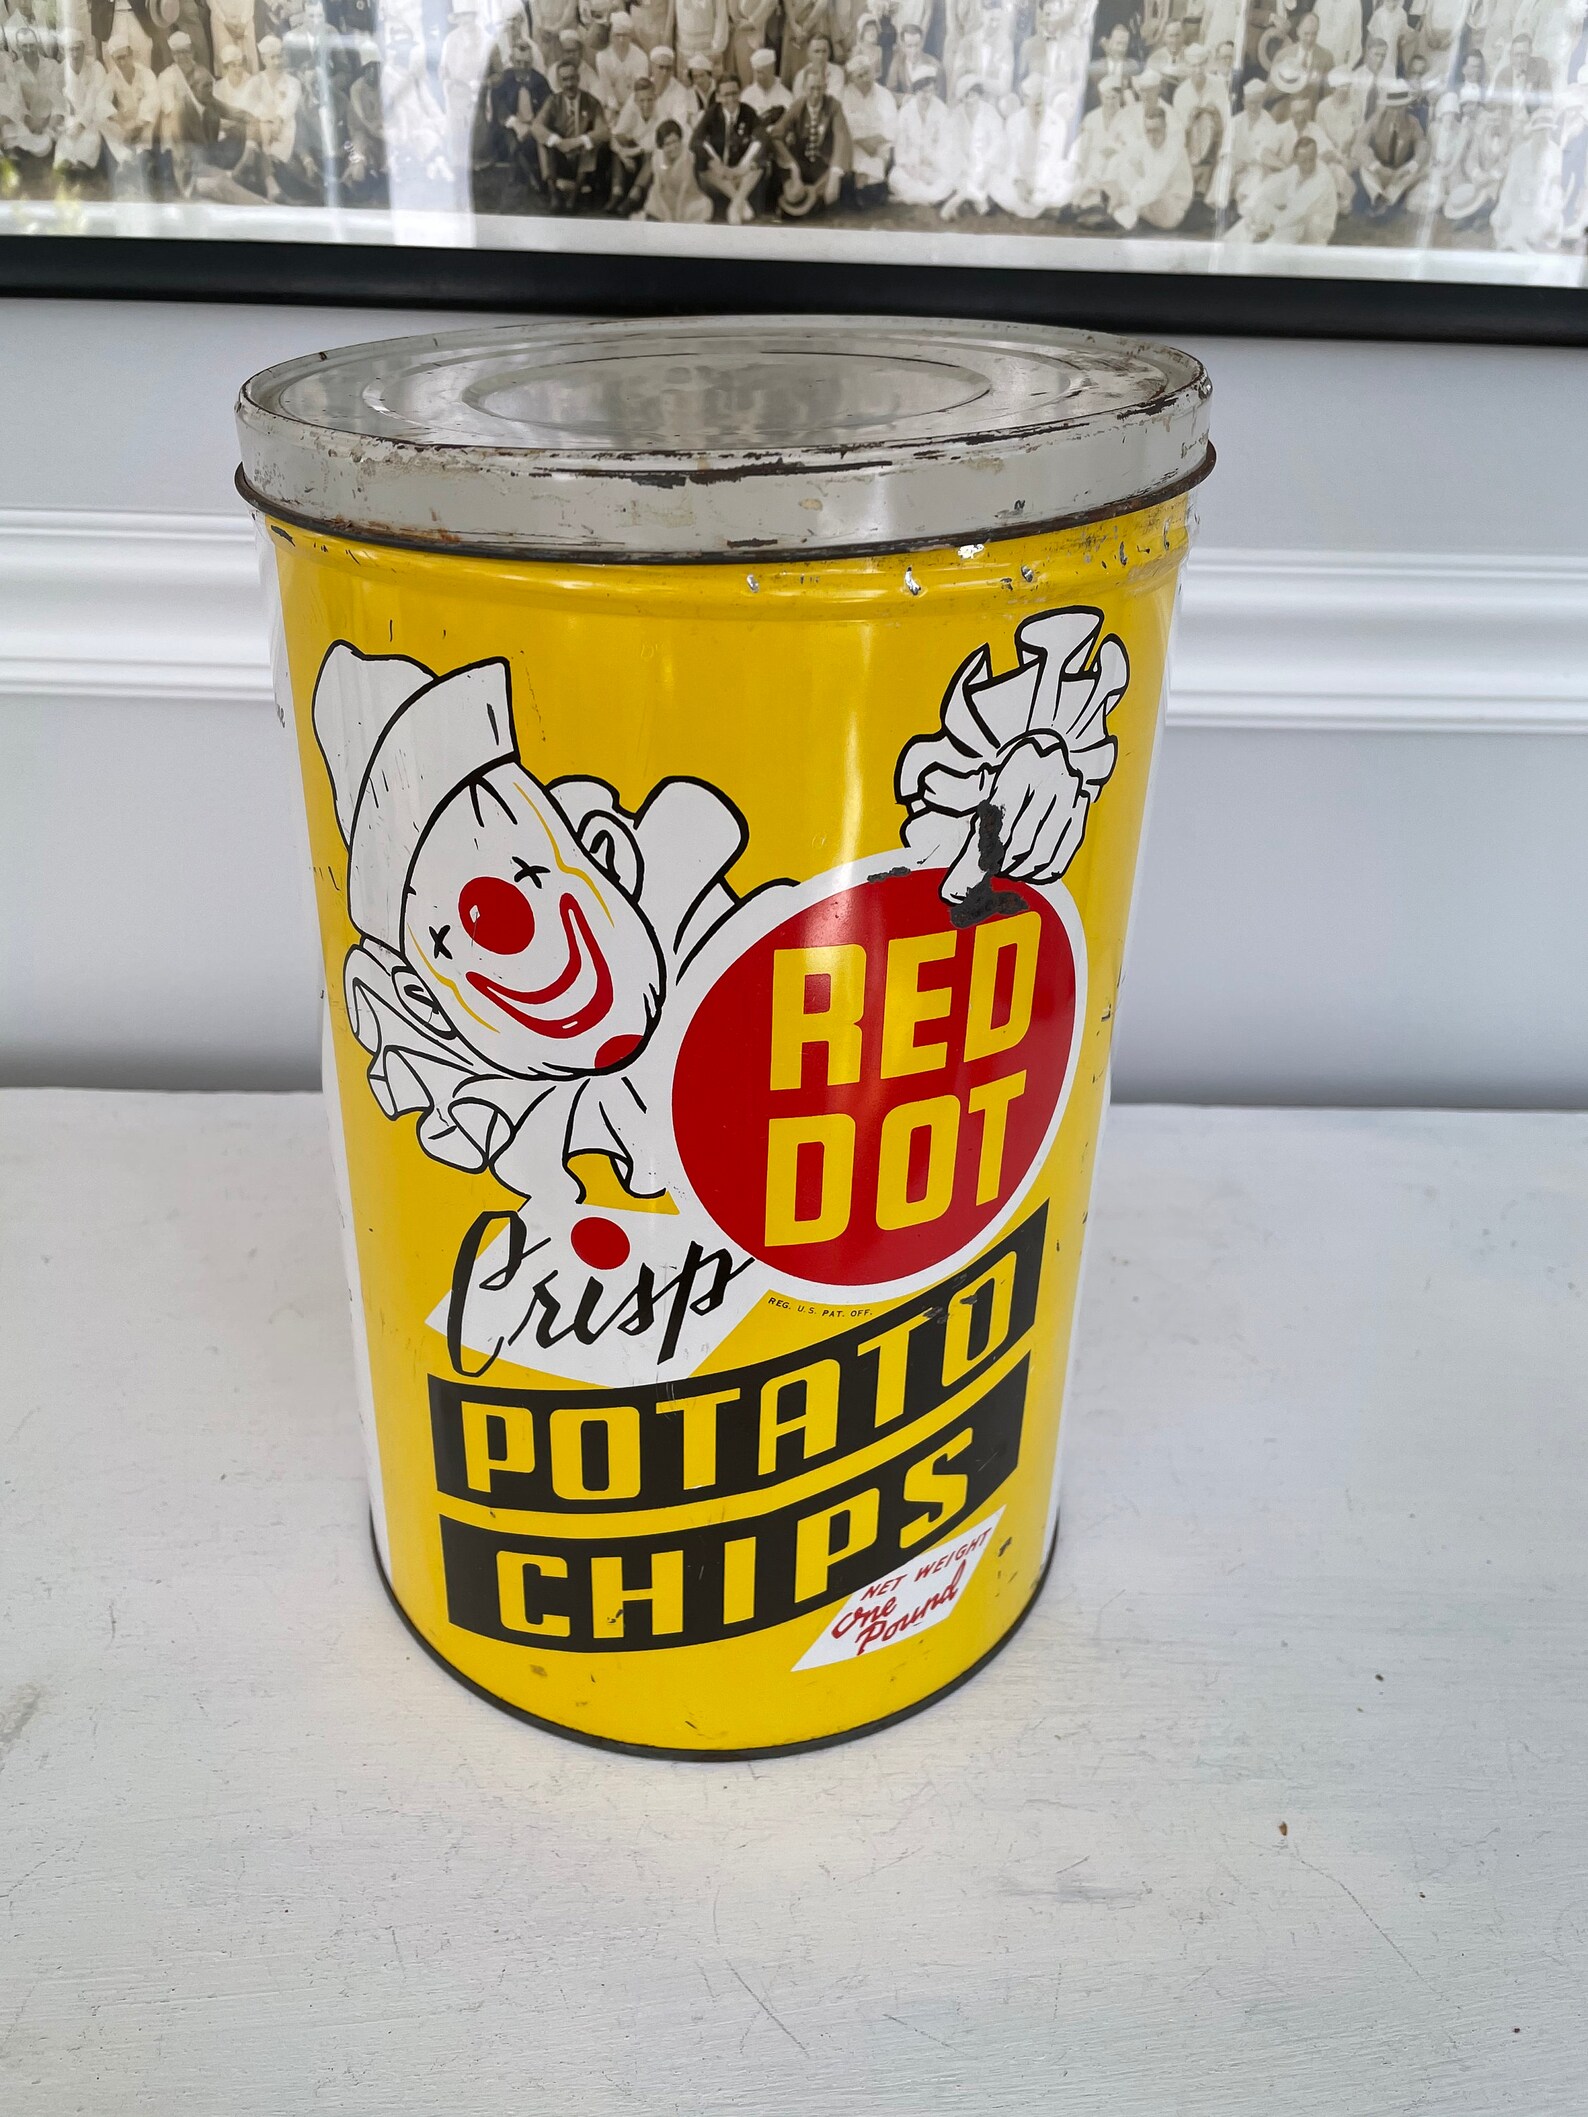 RED
DOT
Crisp
REG. U.S. PAT. OFF.
POTATO
CHIPS
NET WEIGHT
One
Pound